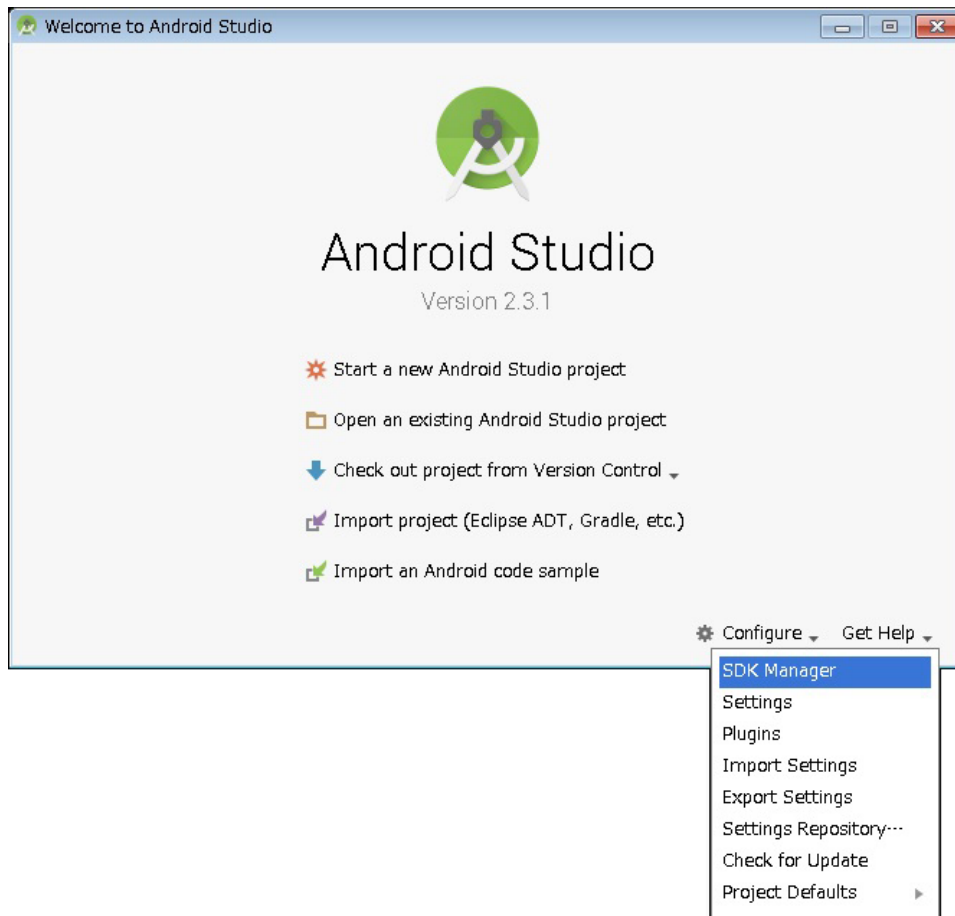 Welcome to Android Studio
Android Studio
Version 2.3.1
Start a new Android Studio project
Open an existing Android Studio project
Check out project from Version Control
Import project (Eclipse ADT, Gradle, etc.)
Import an Android code sample
Configure Get Help
SDK Manager
Settings
Plugins
Import Settings
Export Settings
Settings Repository···
Check for Update
Project Defaults